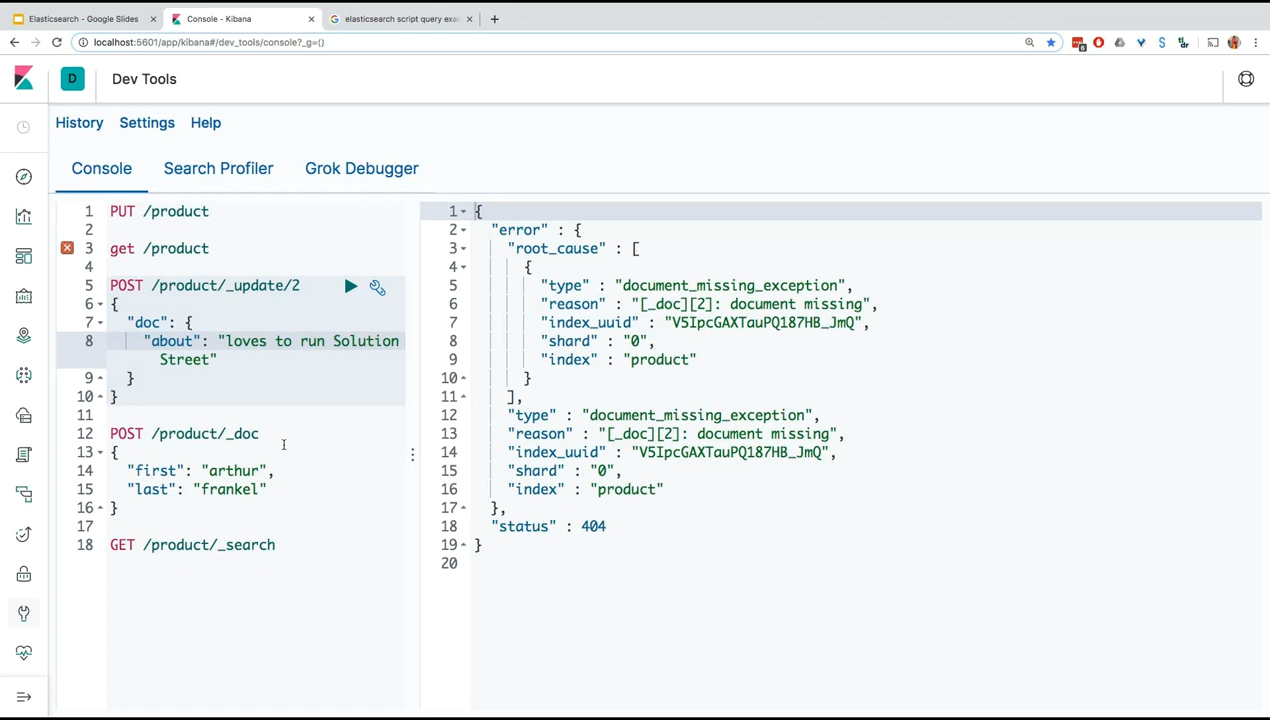 Elasticsearch - Google Slides
Console - Kibana
elasticsearch script query exa
localhost:5601/app/kibana#/dev_tools/console?_g=()
6
tldr
D
Dev Tools
History Settings Help
Console Search Profiler Grok Debugger
1 PUT /product
2
3 get /product
4
5 POST /product/_update/2
6 {
7 "doc": {
8 "about": "loves to run Solution
Street"
9 }
10 }
11
12 POST /product/_doc
13 {
14 "first": "arthur",
15 "last": "frankel"
16 }
17
18 GET /product/_search
1 {
2 "error" : {
3 "root_cause" : [
4 {
5 "type" : "document_missing_exception",
6 "reason" : "[_doc][2]: document missing",
7 "index_uuid" : "V5IpcGAXTauPQ187HB_JmQ",
8 "shard" : "0",
9 "index" : "product"
10 }
11 ],
12 "type" : "document_missing_exception",
13 "reason" : "[_doc][2]: document missing",
14 "index_uuid" : "V5IpcGAXTauPQ187HB_JmQ",
15 "shard" : "0",
16 "index" : "product"
17 },
18 "status" : 404
19 }
20